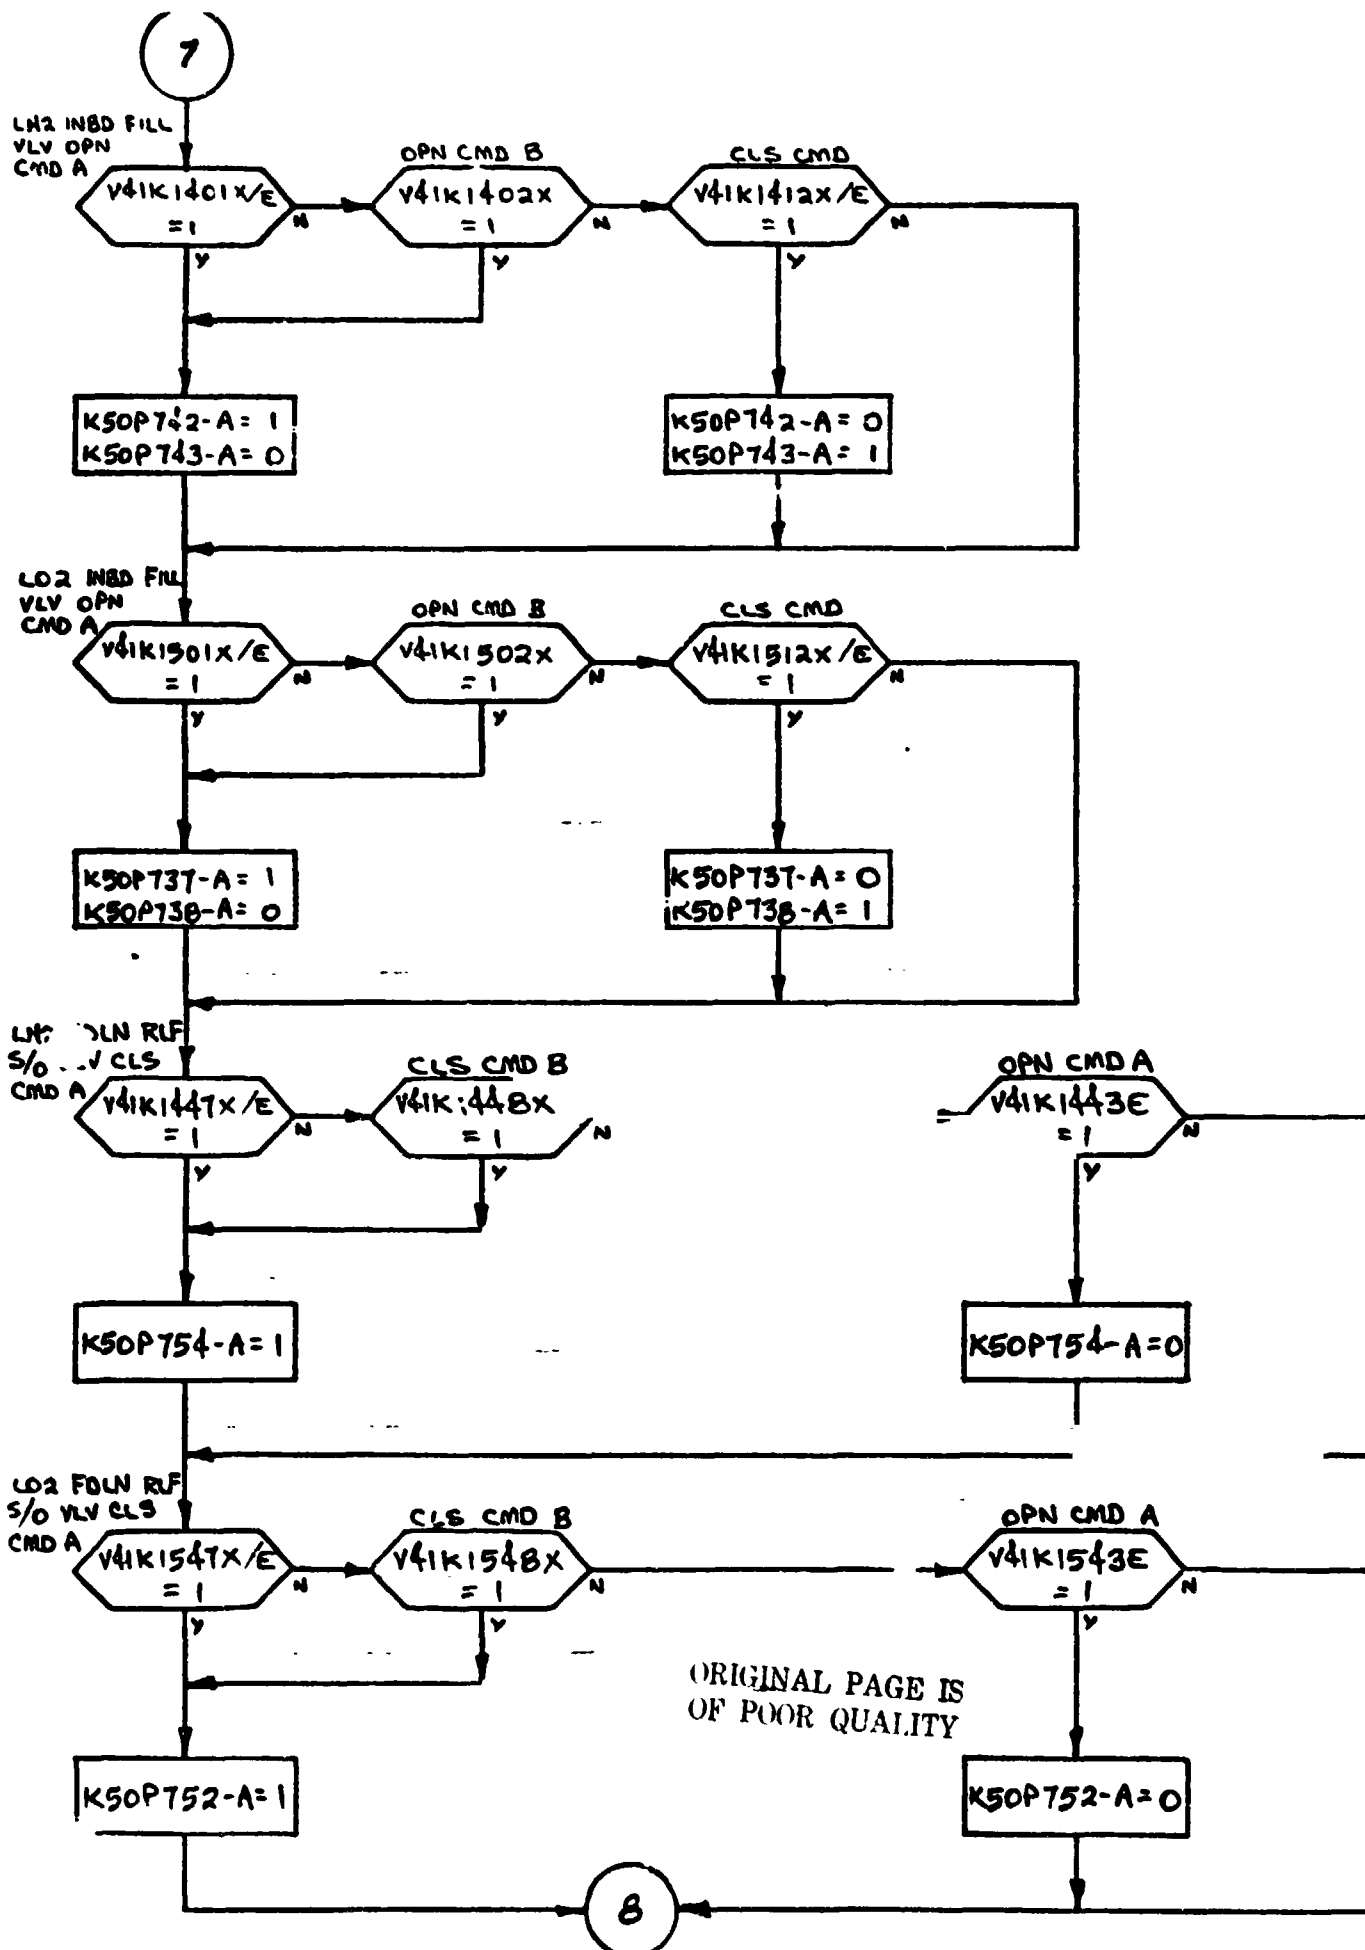 7
LH2 INBD FILL
VLV OPN
CMD A
V41K1401X/E
= 1
N
Y
OPN CMD B
V41K1402X
= 1
N
Y
CLS CMD
V41K1412X/E
= 1
N
Y
K50P742-A= 1
K50P743-A= 0
K50P742-A= 0
K50P743-A= 1
LO2 INBD FILL
VLV OPN
CMD A
V41K1501X/E
= 1
N
Y
OPN CMD B
V41K1502X
= 1
N
Y
CLS CMD
V41K1512X/E
= 1
N
Y
K50P737-A= 1
K50P738-A= 0
K50P737-A= 0
K50P738-A= 1
RLF
S/O CLS
CMD A
V41K1447X/E
= 1
N
Y
CLS CMD B
= 1
N
Y
OPN CMD A
V41K1443E
= 1
N
Y
K50P754-A= 1
K50P754-A=0
LO2 FDLN RLF
S/O VLV CLS
CMD A
V41K1547X/E
= 1
N
Y
CLS CMD B
V41K1548X
= 1
N
Y
OPN CMD A
V41K1543E
= 1
N
Y
ORIGINAL PAGE IS
OF POOR QUALITY
K50P752-A= 1
K50P752-A=0
8